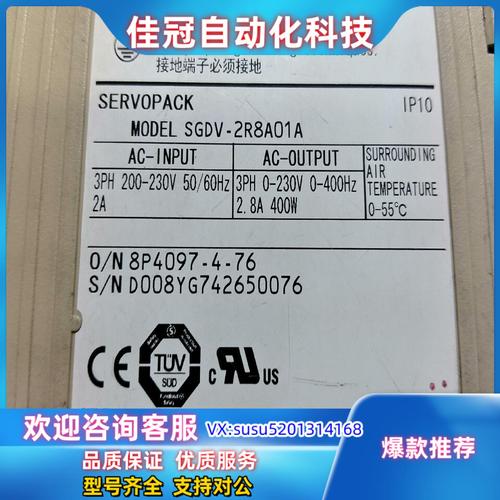 佳冠自动化科技
接地端子必须接地
SERVOPACK IP10
MODEL SGDV-2R8A01A
AC-INPUT AC-OUTPUT SURROUNDING
AIR
TEMPERATURE
0-55℃
3PH 200-230V 50/60Hz 3PH 0-230V 0-400Hz
2A 2.8A 400W
O/N 8P4097-4-76
S/N D008YG742650076
CE TÜV SÜD c UL US
欢迎咨询客服 VX:susu5201314168 爆款推荐
品质保证 优质服务
型号齐全 支持对公